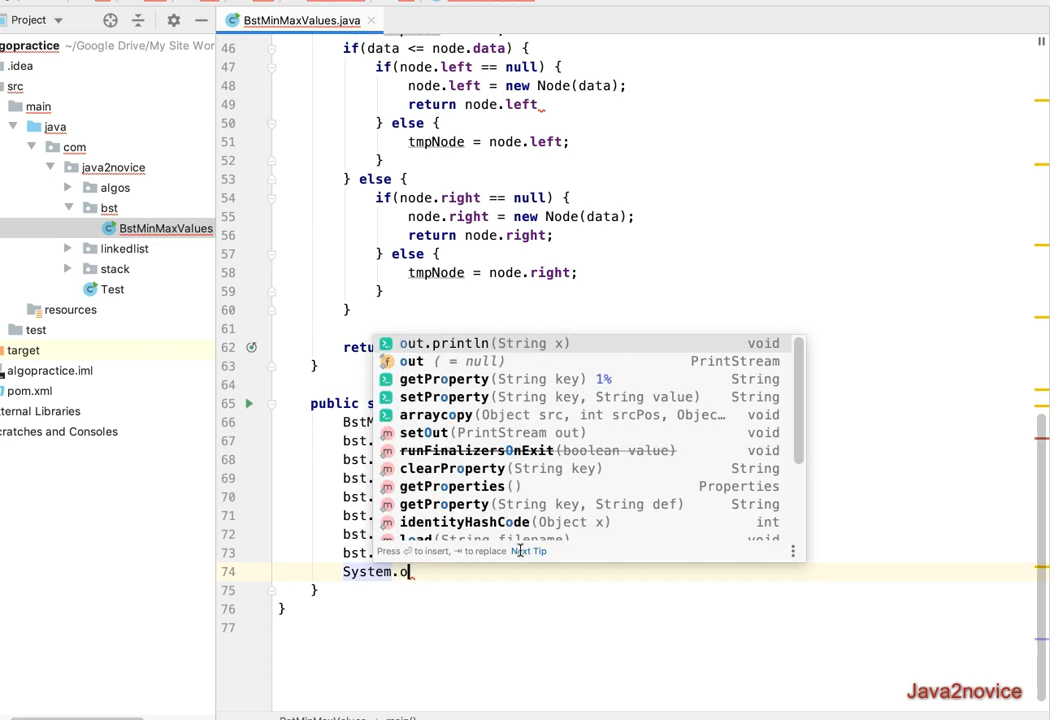 Project
BstMinMaxValues.java
gopractice ~/Google Drive/My Site Wor
.idea
src
main
java
com
java2novice
algos
bst
BstMinMaxValues
linkedlist
stack
Test
resources
test
target
algopractice.iml
pom.xml
ternal Libraries
cratches and Consoles
46 if(data <= node.data) {
47 if(node.left == null) {
48 node.left = new Node(data);
49 return node.left
50 } else {
51 tmpNode = node.left;
52 }
53 } else {
54 if(node.right == null) {
55 node.right = new Node(data);
56 return node.right;
57 } else {
58 tmpNode = node.right;
59 }
60 }
61
62 retu
63 }
64
65 public s
66 BstM
67 bst.
68 bst.
69 bst.
70 bst.
71 bst.
72 bst.
73 bst.
74 System.o
75 }
76 }
77
out.println(String x) void
out ( = null) PrintStream
getProperty(String key) 1% String
setProperty(String key, String value) String
arraycopy(Object src, int srcPos, Objec… void
setOut(PrintStream out) void
runFinalizersOnExit(boolean value) void
clearProperty(String key) String
getProperties() Properties
getProperty(String key, String def) String
identityHashCode(Object x) int
load(String filename) void
Press ⏎ to insert, ⇥ to replace Next Tip
Java2novice
BstMinMaxValues main()